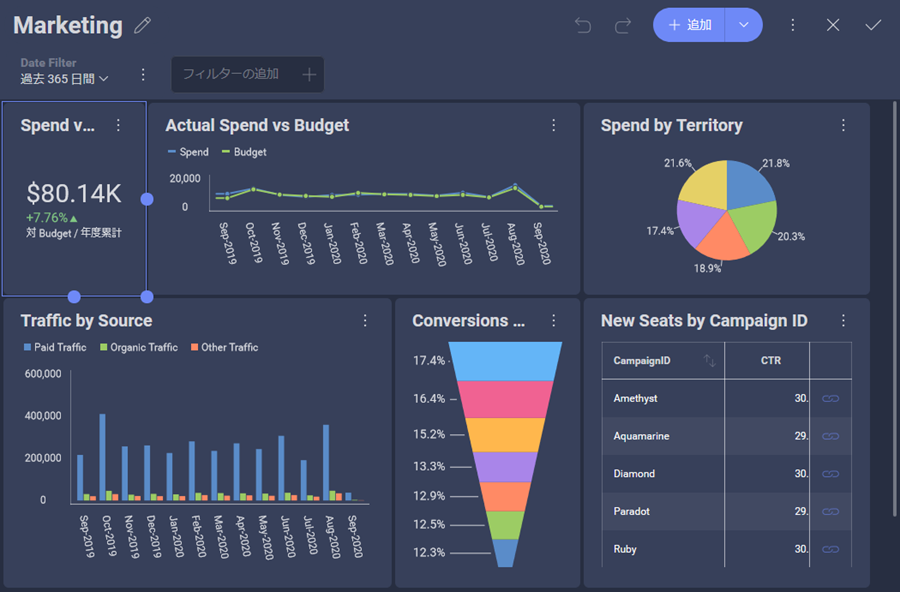 Marketing
追加
Date Filter
過去 365 日間
フィルターの追加
Spend v...
$80.14K
+7.76%
対 Budget / 年度累計
Actual Spend vs Budget
Spend Budget
20,000
0
Sep-2019 Oct-2019 Nov-2019 Dec-2019 Jan-2020 Feb-2020 Mar-2020 Apr-2020 May-2020 Jun-2020 Jul-2020 Aug-2020 Sep-2020
Spend by Territory
21.6% 21.8%
17.4% 20.3%
18.9%
Traffic by Source
Paid Traffic Organic Traffic Other Traffic
600,000
400,000
200,000
0
Sep-2019 Oct-2019 Nov-2019 Dec-2019 Jan-2020 Feb-2020 Mar-2020 Apr-2020 May-2020 Jun-2020 Jul-2020 Aug-2020 Sep-2020
Conversions ...
17.4%
16.4%
15.2%
13.3%
12.9%
12.5%
12.3%
New Seats by Campaign ID
CampaignID CTR
Amethyst 30.
Aquamarine 29.
Diamond 30.
Paradot 29.
Ruby 30.